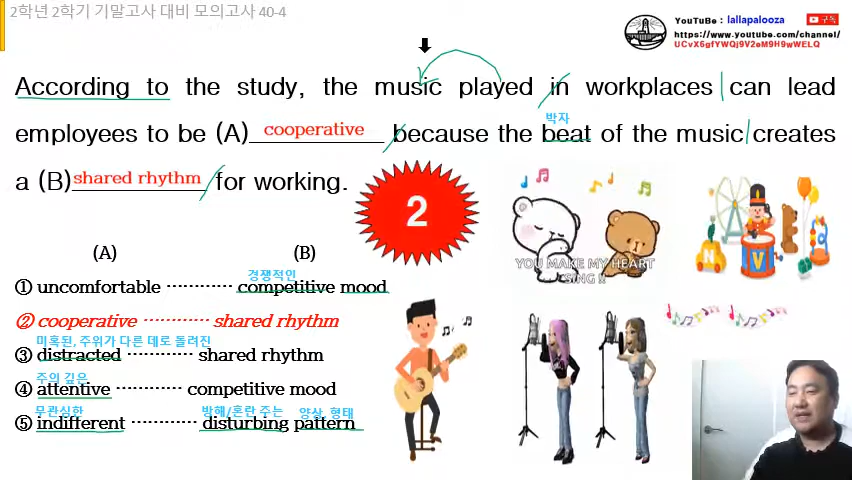 2학년 2학기 기말고사 대비 모의고사 40-4
YouTuBe : lallapalooza 구독
https://www.youtube.com/channel/
UCvX6gfYWQj9V2eM9H9wWELQ
According to the study, the music played in workplaces can lead
employees to be (A) cooperative because the beat of the music creates
박자
a (B) shared rhythm for working.
2
YOU MAKE MY HEART
SING !!
N V
(A) (B)
경쟁적인
① uncomfortable ············ competitive mood
② cooperative ············ shared rhythm
미혹된, 주위가 다른 데로 돌려진
③ distracted ············ shared rhythm
주의 깊은
④ attentive ············ competitive mood
무관심한 방해/혼란 주는 양상, 형태
⑤ indifferent ············ disturbing pattern